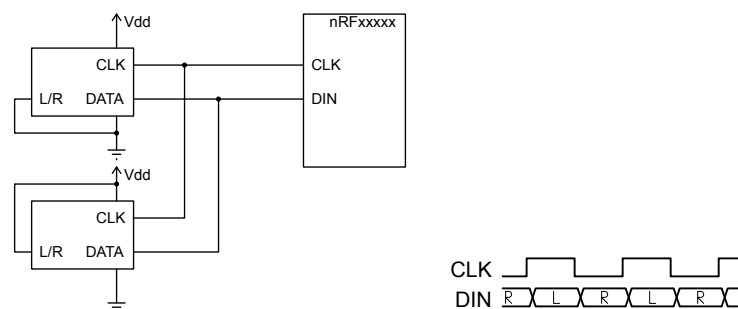 Vdd
nRFxxxxx
CLK
CLK
L/R
DATA
DIN
Vdd
CLK
L/R
DATA
CLK
DIN
R
L
R
L
R